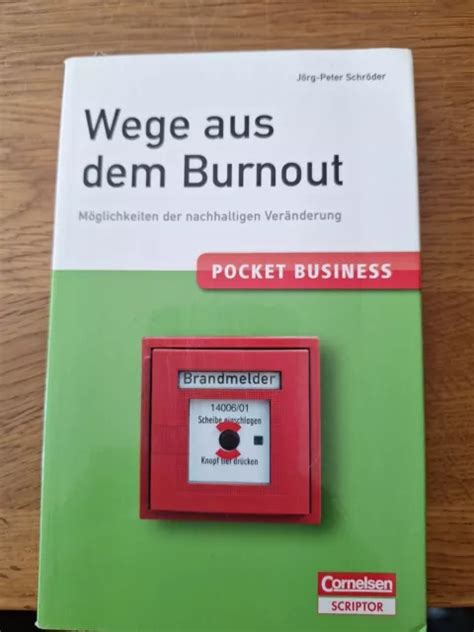 Jörg-Peter Schröder
Wege aus
dem Burnout
Möglichkeiten der nachhaltigen Veränderung
POCKET BUSINESS
Brandmelder
14006/01
Scheibe einschlagen
Knopf tief drücken
Cornelsen
SCRIPTOR